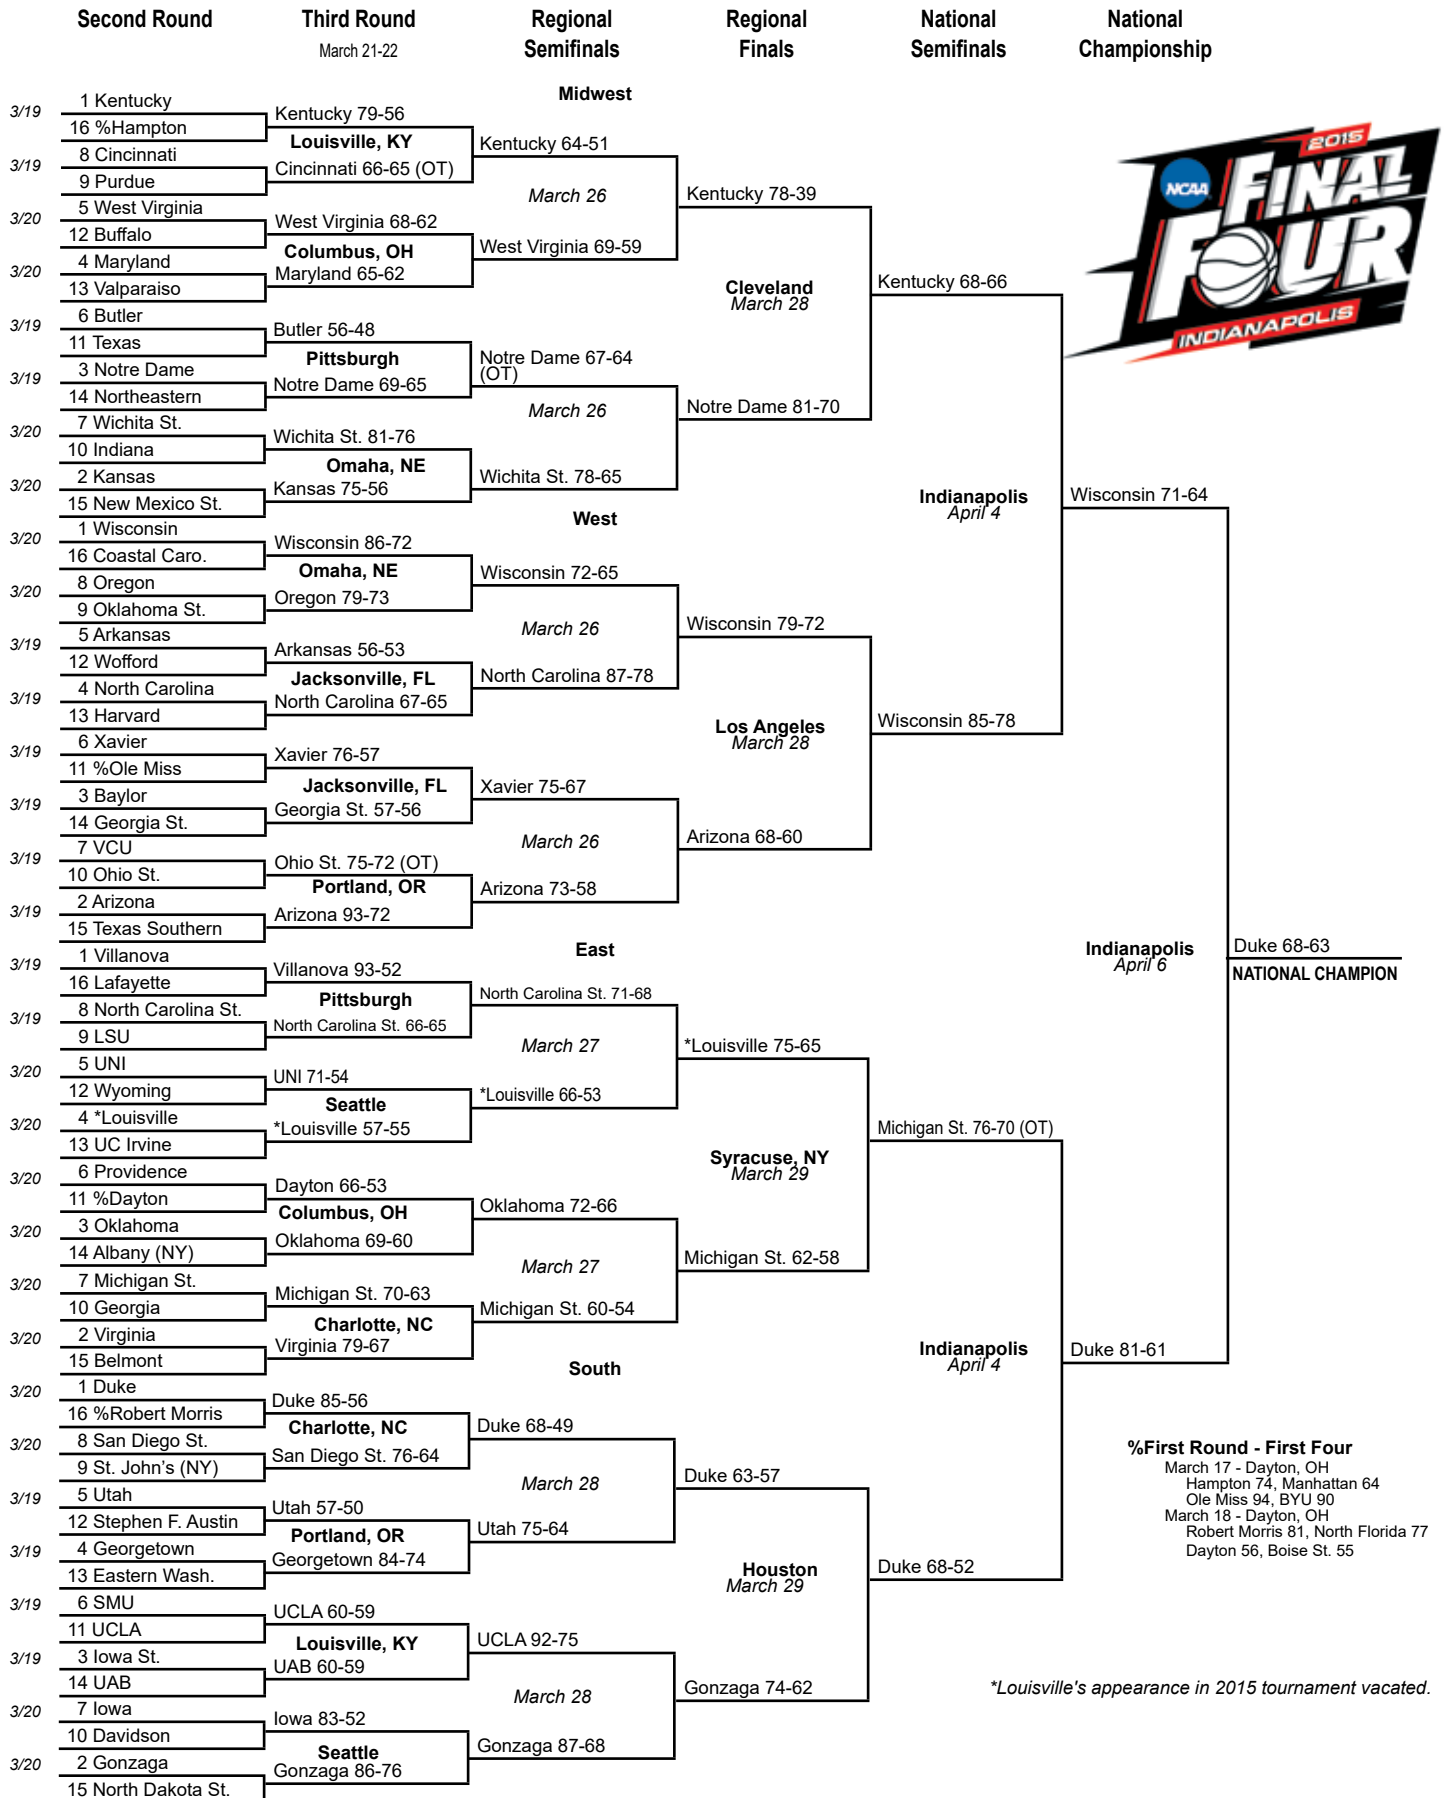 Second Round
Third Round
March 21-22
Regional
Semifinals
Regional
Finals
National
Semifinals
National
Championship
2015
NCAA
FINAL
FOUR
INDIANAPOLIS
Midwest
3/19
1 Kentucky
16 %Hampton
3/19
8 Cincinnati
9 Purdue
3/20
5 West Virginia
12 Buffalo
3/20
4 Maryland
13 Valparaiso
3/19
6 Butler
11 Texas
3/19
3 Notre Dame
14 Northeastern
3/20
7 Wichita St.
10 Indiana
3/20
2 Kansas
15 New Mexico St.
Kentucky 79-56
Louisville, KY
Cincinnati 66-65 (OT)
West Virginia 68-62
Columbus, OH
Maryland 65-62
Butler 56-48
Pittsburgh
Notre Dame 69-65
Wichita St. 81-76
Omaha, NE
Kansas 75-56
Kentucky 64-51
March 26
West Virginia 69-59
Notre Dame 67-64
(OT)
March 26
Wichita St. 78-65
Kentucky 78-39
Cleveland
March 28
Notre Dame 81-70
Kentucky 68-66
West
3/20
1 Wisconsin
16 Coastal Caro.
3/20
8 Oregon
9 Oklahoma St.
3/19
5 Arkansas
12 Wofford
3/19
4 North Carolina
13 Harvard
3/19
6 Xavier
11 %Ole Miss
3/19
3 Baylor
14 Georgia St.
3/19
7 VCU
10 Ohio St.
3/19
2 Arizona
15 Texas Southern
Wisconsin 86-72
Omaha, NE
Oregon 79-73
Arkansas 56-53
Jacksonville, FL
North Carolina 67-65
Xavier 76-57
Jacksonville, FL
Georgia St. 57-56
Ohio St. 75-72 (OT)
Portland, OR
Arizona 93-72
Wisconsin 72-65
March 26
North Carolina 87-78
Xavier 75-67
March 26
Arizona 73-58
Wisconsin 79-72
Los Angeles
March 28
Arizona 68-60
Wisconsin 85-78
Indianapolis
April 4
Wisconsin 71-64
East
3/19
1 Villanova
16 Lafayette
3/19
8 North Carolina St.
9 LSU
3/20
5 UNI
12 Wyoming
3/20
4 *Louisville
13 UC Irvine
3/20
6 Providence
11 %Dayton
3/20
3 Oklahoma
14 Albany (NY)
3/20
7 Michigan St.
10 Georgia
3/20
2 Virginia
15 Belmont
Villanova 93-52
Pittsburgh
North Carolina St. 66-65
UNI 71-54
Seattle
*Louisville 57-55
Dayton 66-53
Columbus, OH
Oklahoma 69-60
Michigan St. 70-63
Charlotte, NC
Virginia 79-67
North Carolina St. 71-68
March 27
*Louisville 66-53
Oklahoma 72-66
March 27
Michigan St. 60-54
*Louisville 75-65
Syracuse, NY
March 29
Michigan St. 62-58
Michigan St. 76-70 (OT)
South
3/20
1 Duke
16 %Robert Morris
3/20
8 San Diego St.
9 St. John's (NY)
3/19
5 Utah
12 Stephen F. Austin
3/19
4 Georgetown
13 Eastern Wash.
3/19
6 SMU
11 UCLA
3/19
3 Iowa St.
14 UAB
3/20
7 Iowa
10 Davidson
3/20
2 Gonzaga
15 North Dakota St.
Duke 85-56
Charlotte, NC
San Diego St. 76-64
Utah 57-50
Portland, OR
Georgetown 84-74
UCLA 60-59
Louisville, KY
UAB 60-59
Iowa 83-52
Seattle
Gonzaga 86-76
Duke 68-49
March 28
Utah 75-64
UCLA 92-75
March 28
Gonzaga 87-68
Duke 63-57
Houston
March 29
Gonzaga 74-62
Duke 68-52
Indianapolis
April 4
Duke 81-61
Indianapolis
April 6
Duke 68-63
NATIONAL CHAMPION
%First Round - First Four
March 17 - Dayton, OH
Hampton 74, Manhattan 64
Ole Miss 94, BYU 90
March 18 - Dayton, OH
Robert Morris 81, North Florida 77
Dayton 56, Boise St. 55
*Louisville's appearance in 2015 tournament vacated.